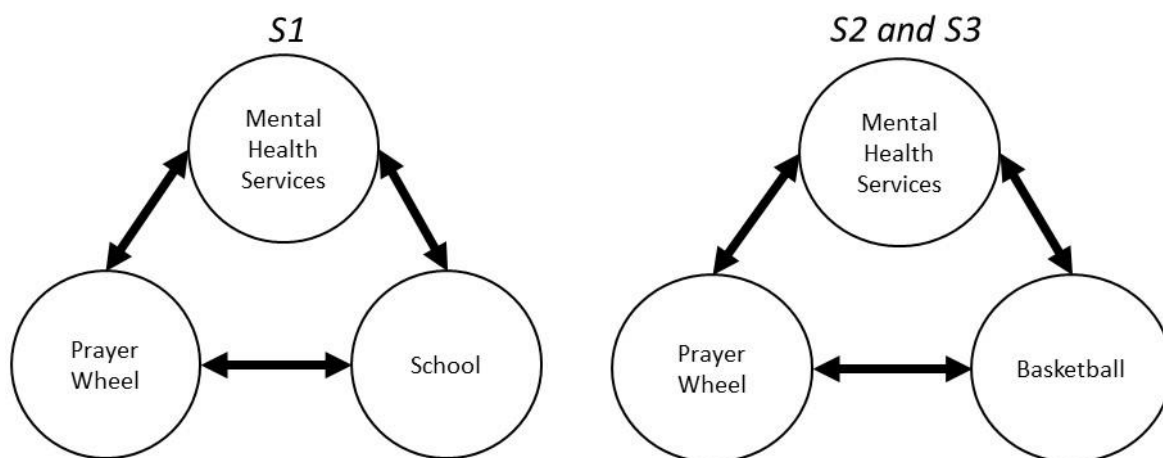 S1
Mental
Health
Services
Prayer
Wheel
School
S2 and S3
Mental
Health
Services
Prayer
Wheel
Basketball